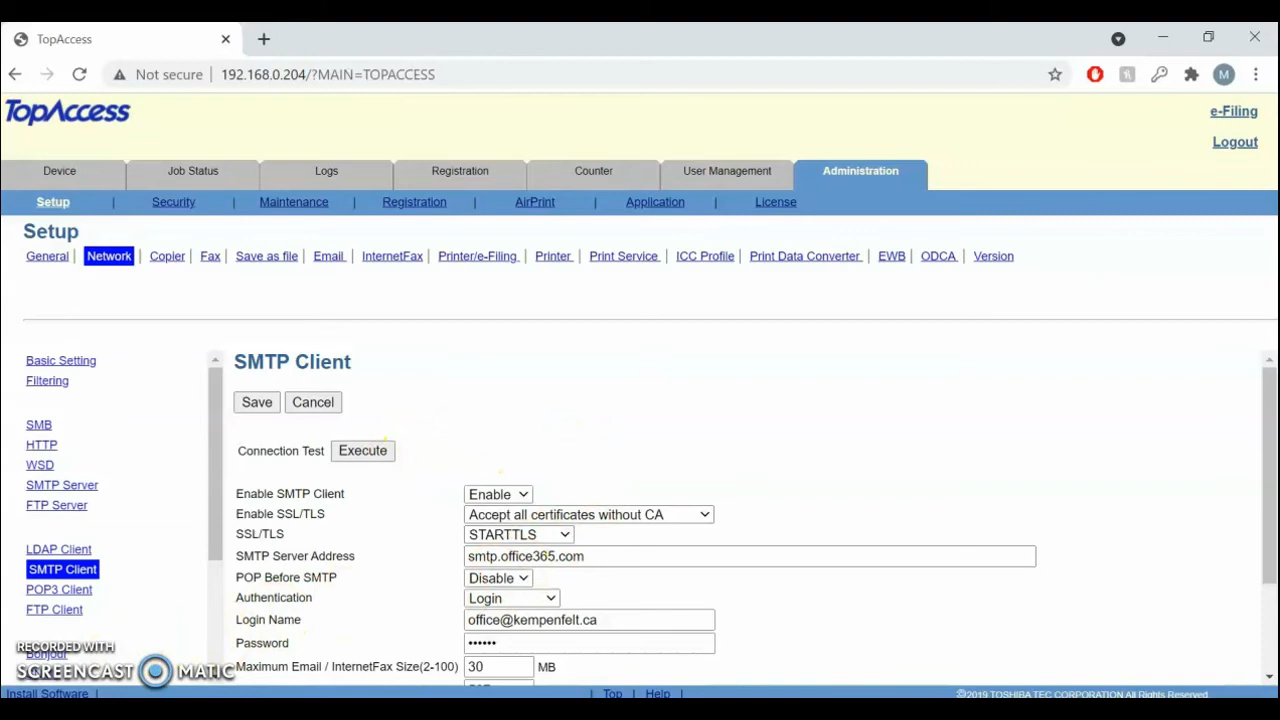 TopAccess
Not secure 192.168.0.204/?MAIN=TOPACCESS
M
TopAccess
e-Filing
Logout
Device Job Status Logs Registration Counter User Management Administration
Setup | Security | Maintenance | Registration | AirPrint | Application | License
Setup
General | Network | Copier | Fax | Save as file | Email | InternetFax | Printer/e-Filing | Printer | Print Service | ICC Profile | Print Data Converter | EWB | ODCA | Version
Basic Setting
Filtering
SMB
HTTP
WSD
SMTP Server
FTP Server
LDAP Client
SMTP Client
POP3 Client
FTP Client
Bonjour
SMTP Client
Save Cancel
Connection Test Execute
Enable SMTP Client Enable
Enable SSL/TLS Accept all certificates without CA
SSL/TLS STARTTLS
SMTP Server Address smtp.office365.com
POP Before SMTP Disable
Authentication Login
Login Name office@kempenfelt.ca
Password ••••••
Maximum Email / InternetFax Size(2-100) 30 MB
RECORDED WITH
SCREENCAST MATIC
Install Software | Top | Help | ©2019 TOSHIBA TEC CORPORATION All Rights Reserved.